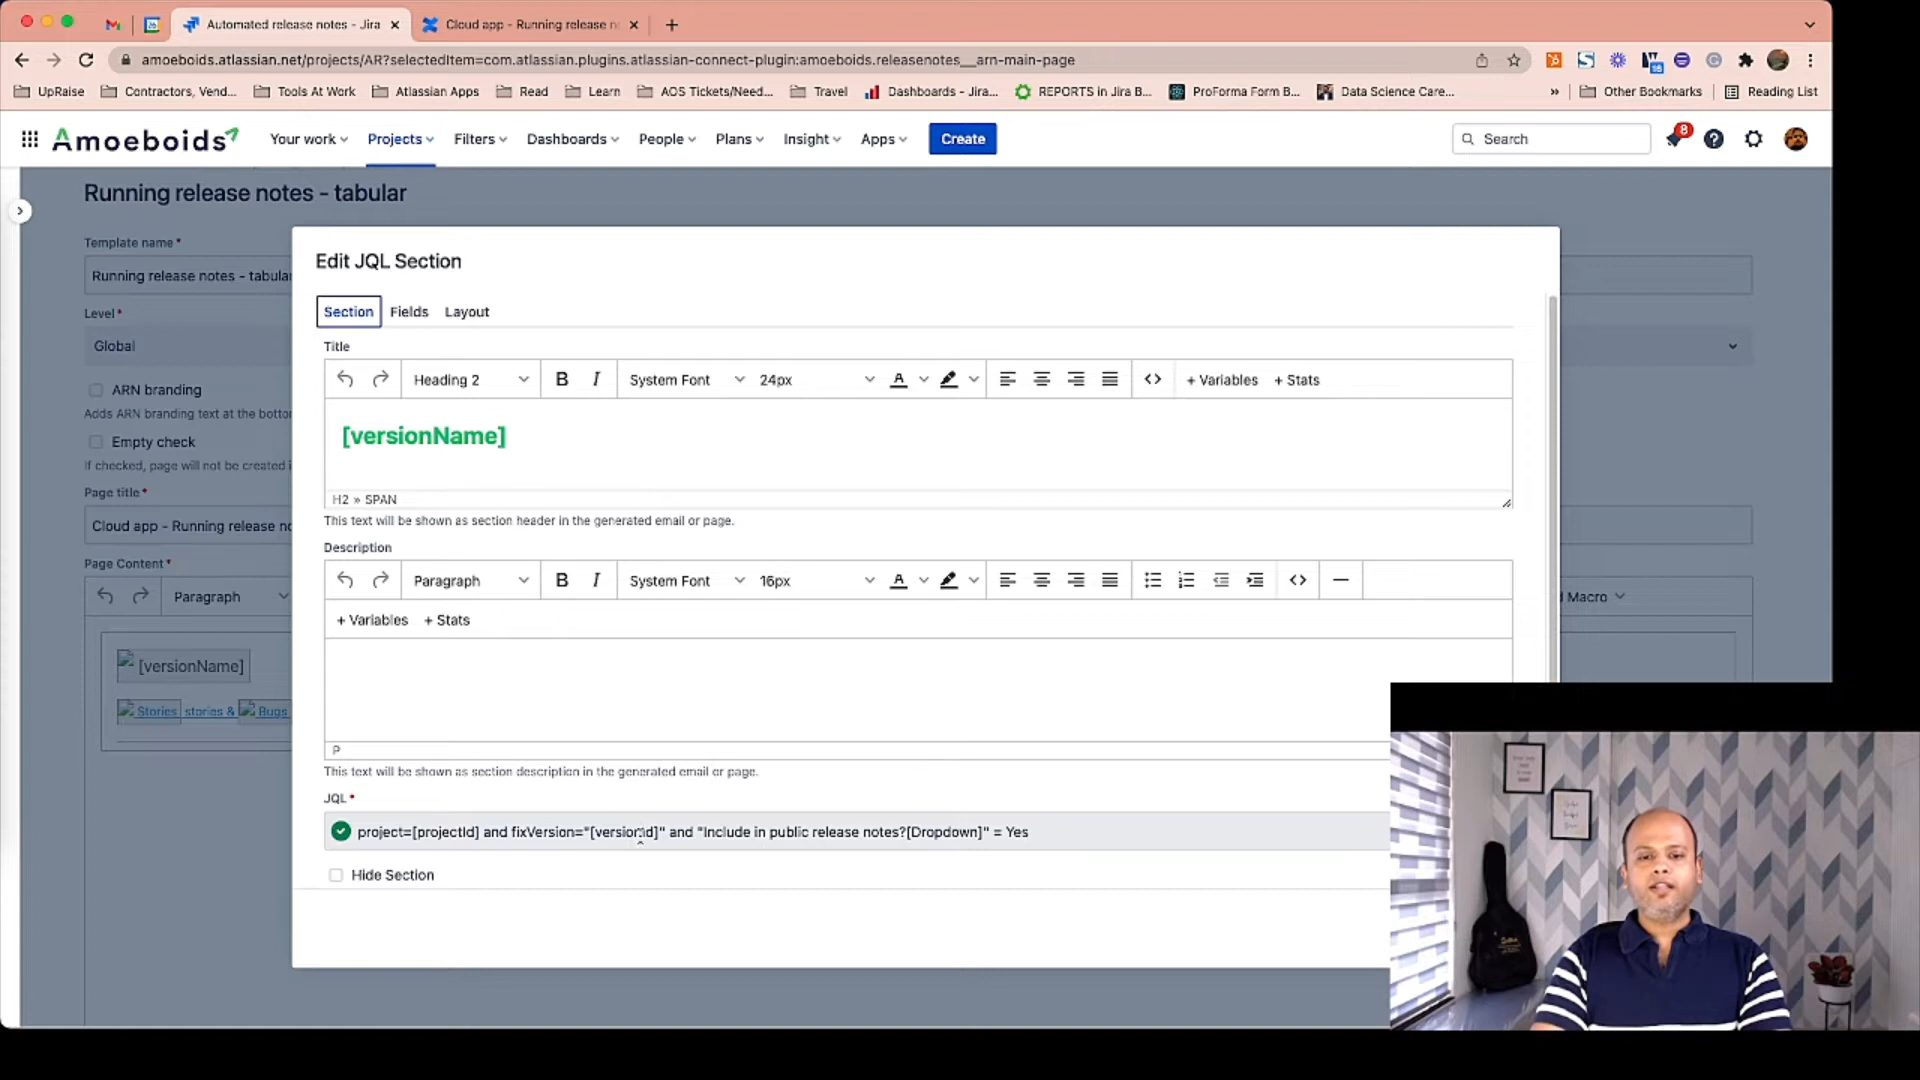 Automated release notes - Jira
Cloud app - Running release n
amoeboids.atlassian.net/projects/AR?selectedItem=com.atlassian.plugins.atlassian-connect-plugin:amoeboids.releasenotes__arn-main-page
UpRaise
Contractors, Vend...
Tools At Work
Atlassian Apps
Read
Learn
AOS Tickets/Need...
Travel
Dashboards - Jira...
REPORTS in Jira B...
ProForma Form B...
Data Science Care...
»
Other Bookmarks
Reading List
Amoeboids
Your work
Projects
Filters
Dashboards
People
Plans
Insight
Apps
Create
Search
8
Running release notes - tabular
Template name *
Running release notes - tabula
Level *
Global
ARN branding
Adds ARN branding text at the botto
Empty check
If checked, page will not be created i
Page title *
Cloud app - Running release no
Page Content *
Paragraph
Macro
[versionName]
Stories stories & Bugs
Edit JQL Section
Section Fields Layout
Title
Heading 2
B I
System Font
24px
A
+ Variables + Stats
[versionName]
H2 » SPAN
This text will be shown as section header in the generated email or page.
Description
Paragraph
B I
System Font
16px
A
+ Variables + Stats
P
This text will be shown as section description in the generated email or page.
JQL *
project=[projectId] and fixVersion="[versionId]" and "Include in public release notes?[Dropdown]" = Yes
Hide Section